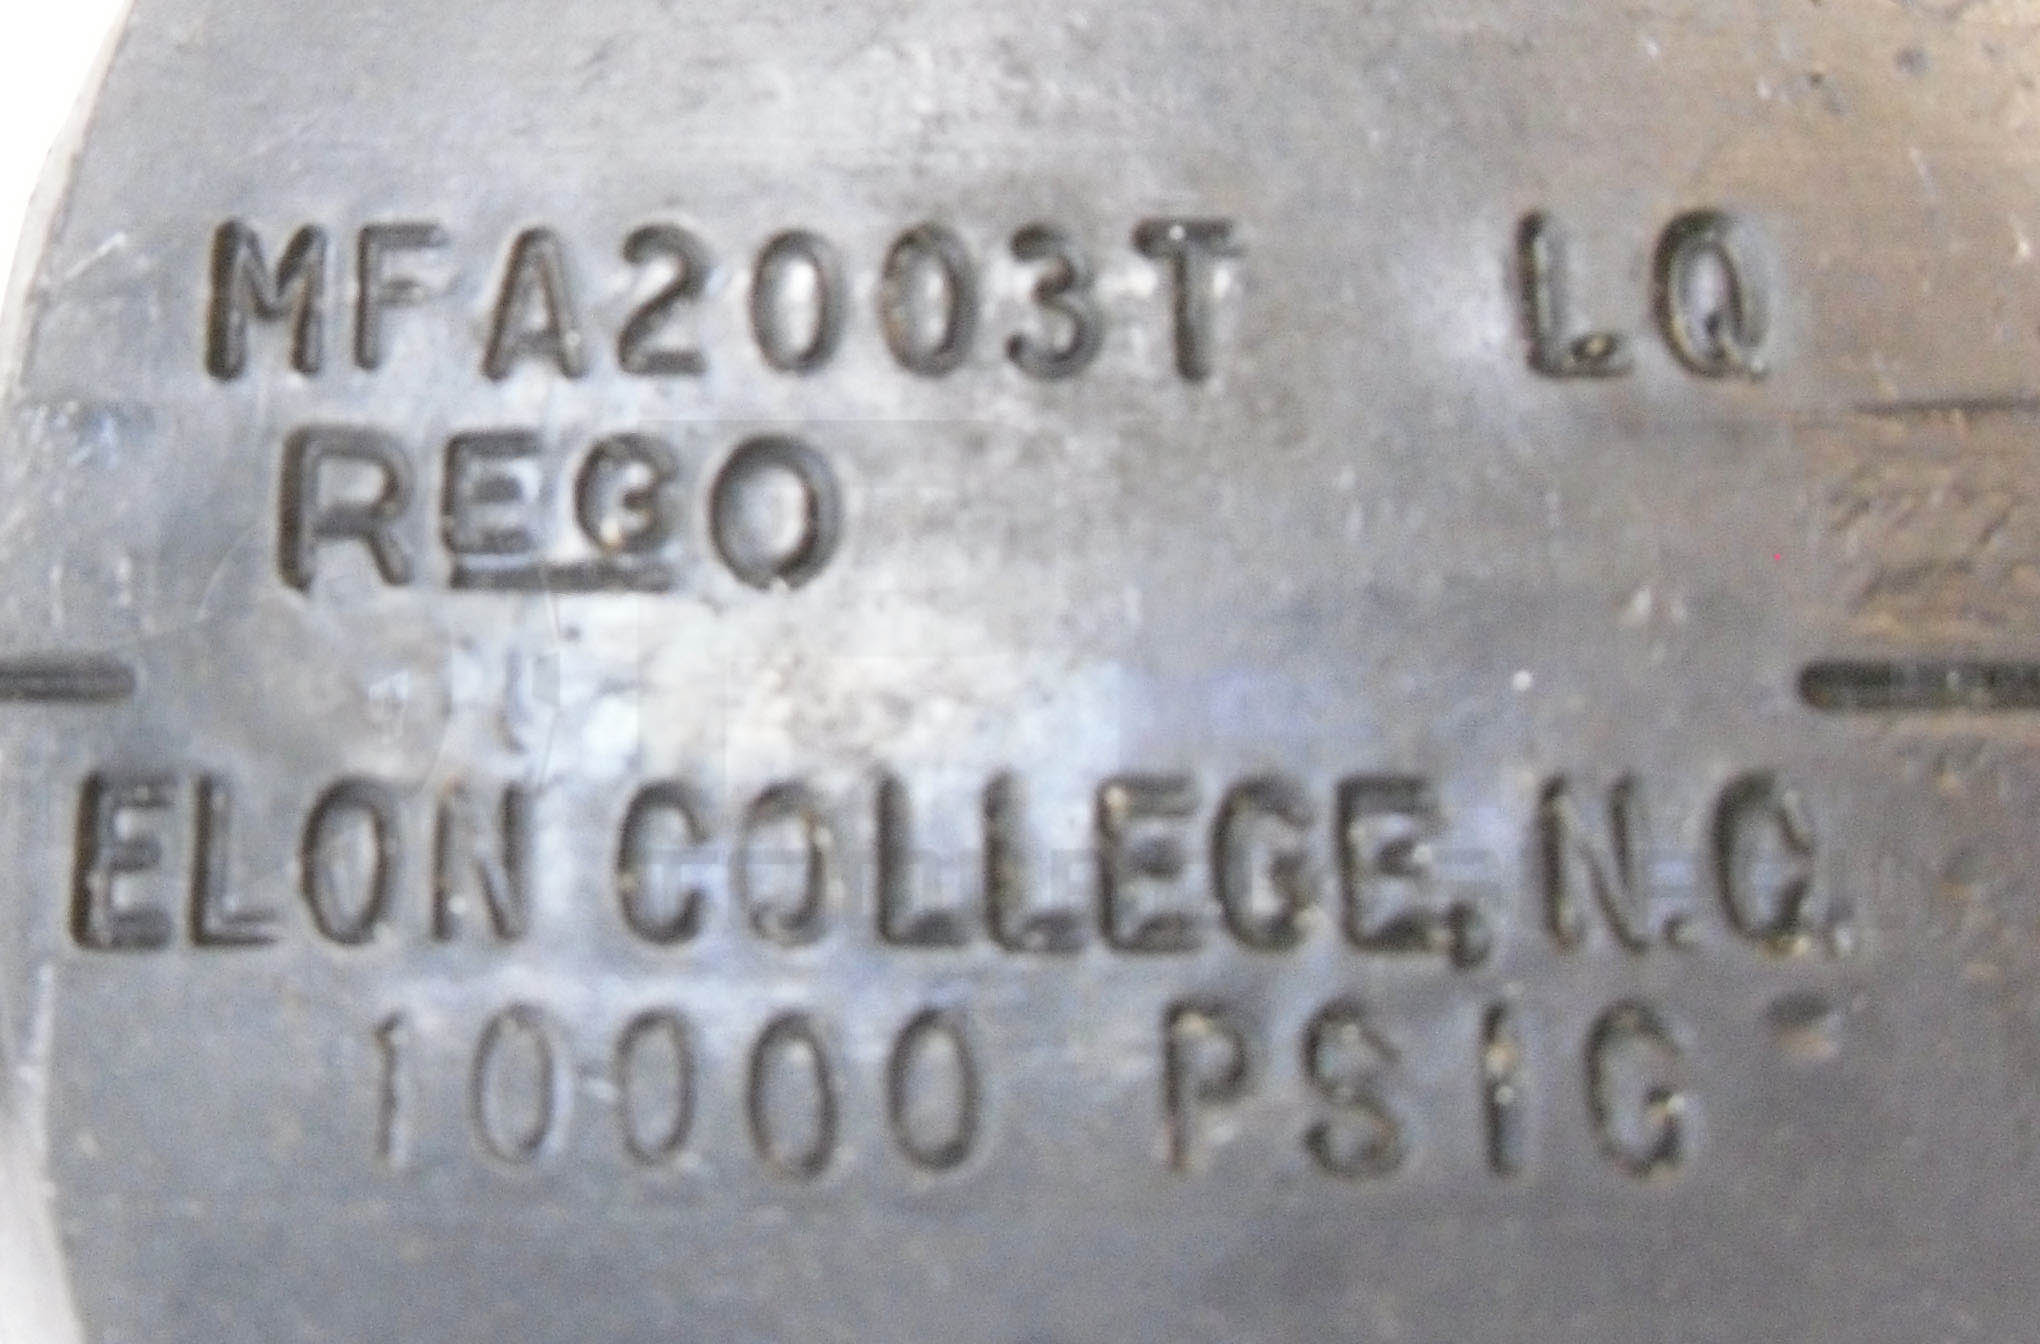 MFA2003T LQ
REGO
ELON COLLEGE, N.C.
10000 PSIG